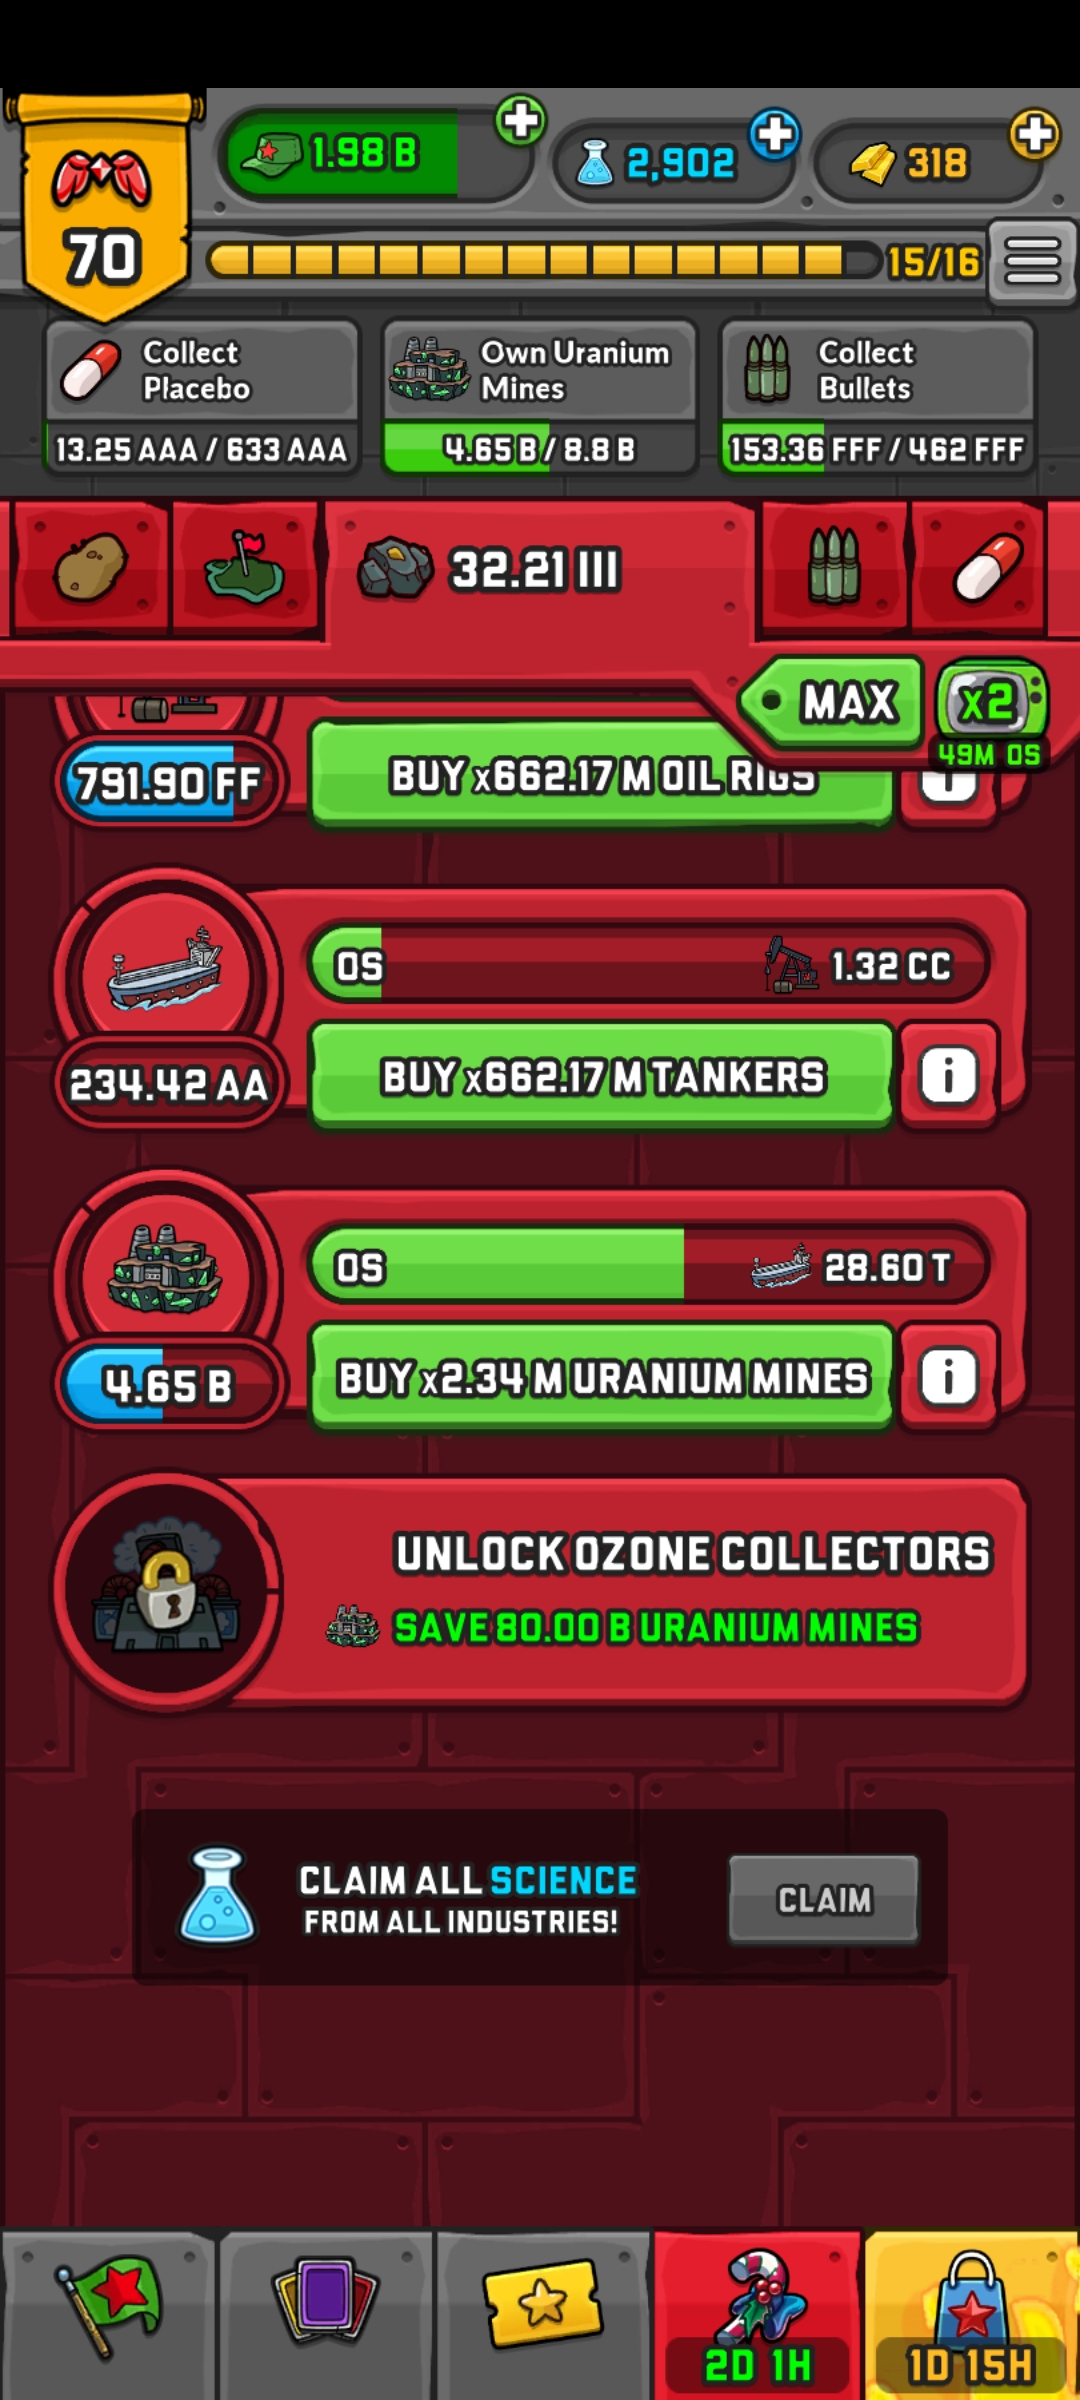 1.98 B
2,902
318
70
15/16
Collect
Placebo
13.25 AAA / 633 AAA
Own Uranium
Mines
4.65 B / 8.8 B
Collect
Bullets
153.36 FFF / 462 FFF
32.21 III
MAX
x2
49M 0S
791.90 FF
BUY x662.17 M OIL RIGS
0S
1.32 CC
234.42 AA
BUY x662.17 M TANKERS
i
0S
28.60 T
4.65 B
BUY x2.34 M URANIUM MINES
i
UNLOCK OZONE COLLECTORS
SAVE 80.00 B URANIUM MINES
CLAIM ALL SCIENCE
FROM ALL INDUSTRIES!
CLAIM
2D 1H
1D 15H